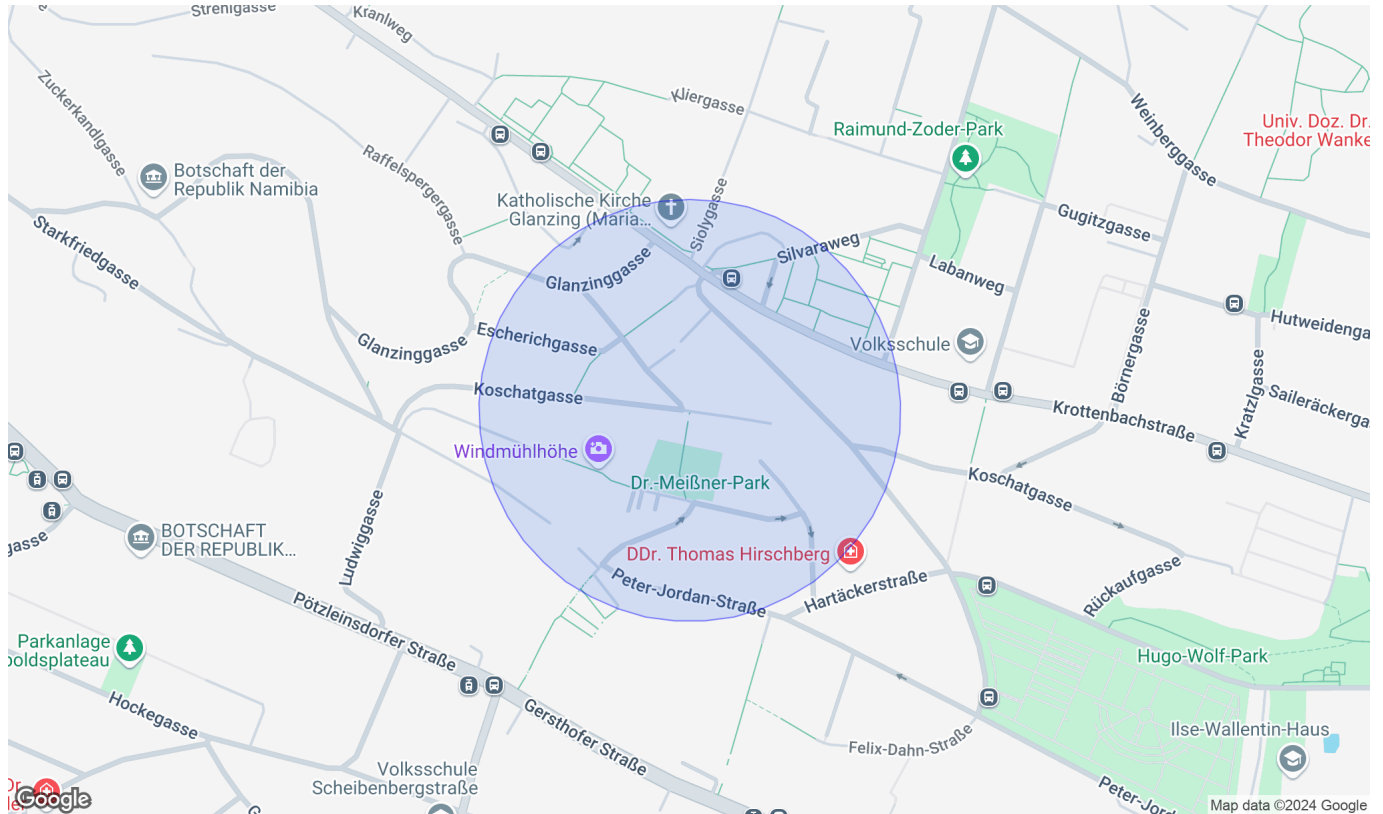 Strehlgasse
Kranlweg
Zuckerkandlgasse
Kliergasse
Weinberggasse
Raimund-Zoder-Park
Univ. Doz. Dr.
Theodor Wanke
Botschaft der
Republik Namibia
Raffelspergergasse
Katholische Kirche
Glanzing (Maria...
Siolygasse
Gugitzgasse
Starkfriedgasse
Silvaraweg
Labanweg
Glanzinggasse
Hutweidenga
Escherichgasse
Glanzinggasse
Volksschule
Börnergasse
Kratzlgasse
Koschatgasse
Saileräckerga
Krottenbachstraße
Windmühlhöhe
Dr.-Meißner-Park
Koschatgasse
gasse
BOTSCHAFT
DER REPUBLIK...
Ludwiggasse
DDr. Thomas Hirschberg
Peter-Jordan-Straße
Hartäckerstraße
Rückaufgasse
Pötzleinsdorfer Straße
Parkanlage
poldsplateau
Hugo-Wolf-Park
Hockegasse
Gersthofer Straße
Felix-Dahn-Straße
Ilse-Wallentin-Haus
Volksschule
Scheibenbergstraße
Peter-Jord
Dr.
Google
Map data ©2024 Google